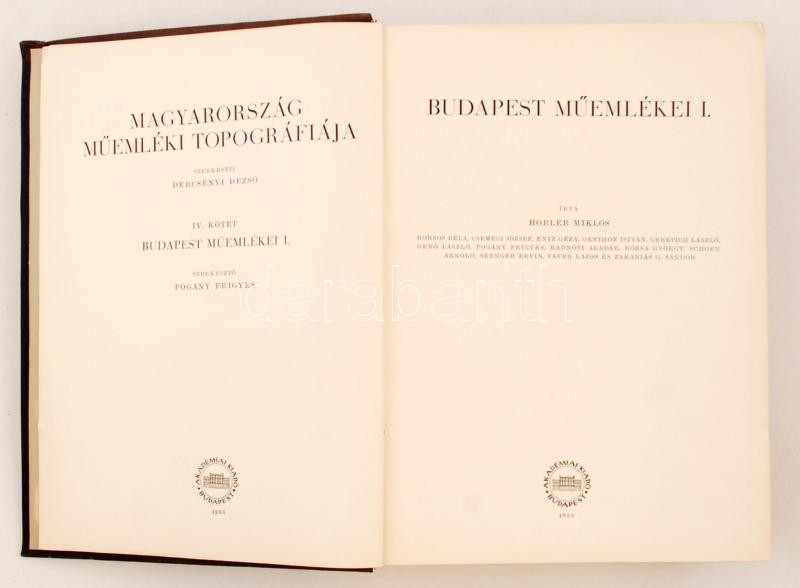 MAGYARORSZÁG
MŰEMLÉKI TOPOGRÁFIÁJA
SZERKESZTI
DERCSÉNYI DEZSŐ
IV. KÖTET
BUDAPEST MŰEMLÉKEI I.
SZERKESZTŐ
POGÁNY FRIGYES
AKADÉMIAI KIADÓ
BUDAPEST
1955
BUDAPEST MŰEMLÉKEI I.
ÍRTA
HORLER MIKLÓS
BORSOS BÉLA, CSEMEGI JÓZSEF, ENTZ GÉZA, GENTHON ISTVÁN, GEREVICH LÁSZLÓ,
GERŐ LÁSZLÓ, POGÁNY FRIGYES, RADNÓTI ALADÁR, RÓZSA GYÖRGY, SCHOEN
ARNOLD, SEENGER ERVIN, VAYER LAJOS ÉS ZAKARIÁS G. SÁNDOR
AKADÉMIAI KIADÓ
BUDAPEST
1955
darabanth